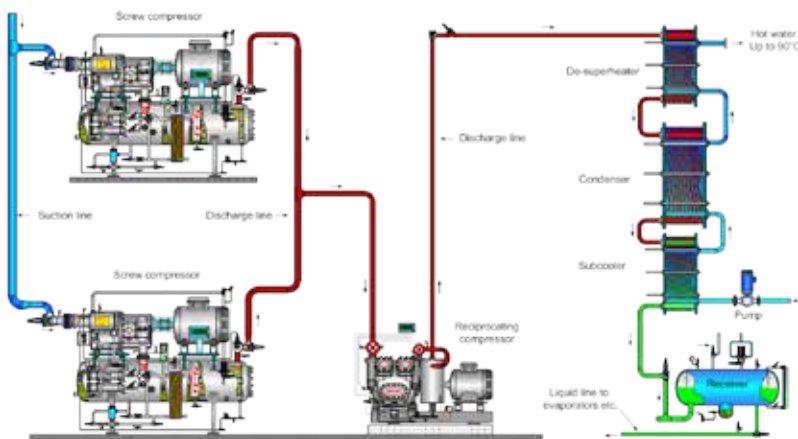 Screw compressor
Hot water
Up to 90°C
De-superheater
Discharge line
Condenser
Suction line
Discharge line
Subcooler
Screw compressor
Pump
Reciprocating
compressor
Receiver
Liquid line to
evaporators etc.